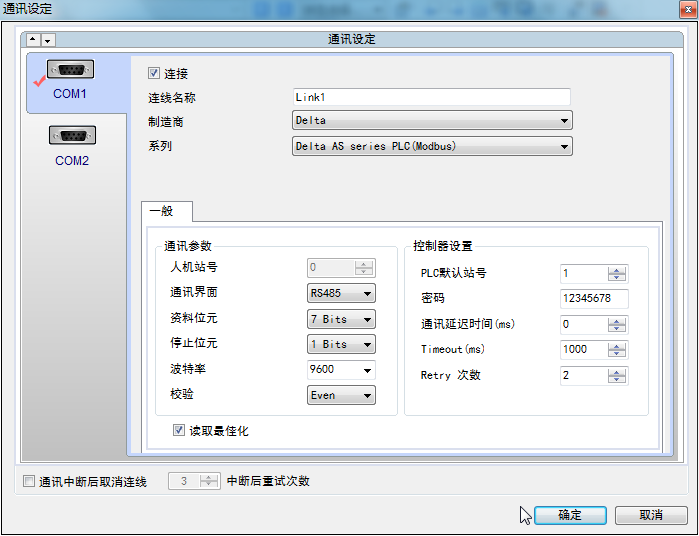 通讯设定
通讯设定
COM1
COM2
连接
连线名称 Link1
制造商 Delta
系列 Delta AS series PLC(Modbus)
一般
通讯参数
人机站号 0
通讯界面 RS485
资料位元 7 Bits
停止位元 1 Bits
波特率 9600
校验 Even
读取最佳化
控制器设置
PLC默认站号 1
密码 12345678
通讯延迟时间(ms) 0
Timeout(ms) 1000
Retry 次数 2
通讯中断后取消连线 3 中断后重试次数
确定 取消